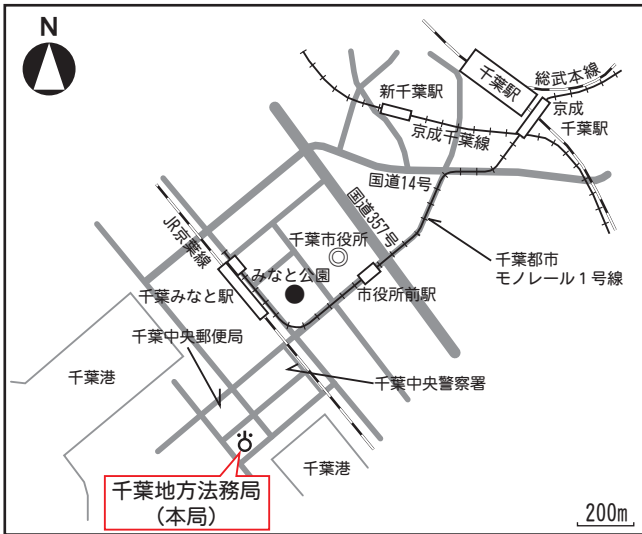 N
千葉駅
総武本線
新千葉駅
京成
京成千葉線
千葉駅
国道14号
国道357号
JR京葉線
千葉市役所
千葉都市
モノレール1号線
みなと公園
千葉みなと駅
市役所前駅
千葉中央郵便局
千葉港
千葉中央警察署
千葉港
千葉地方法務局
(本局)
200m